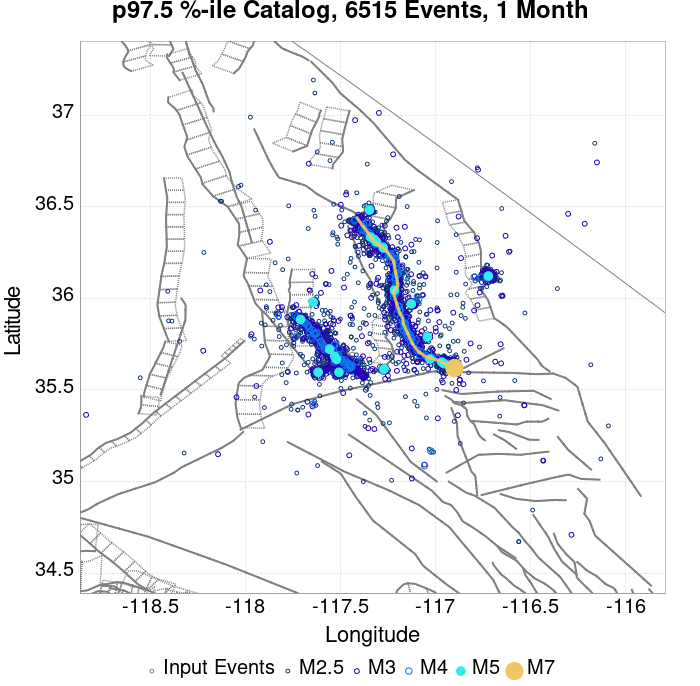 p97.5 %-ile Catalog, 6515 Events, 1 Month
37
36.5
36
35.5
35
34.5
Latitude
-118.5 -118 -117.5 -117 -116.5 -116
Longitude
Input Events M2.5 M3 M4 M5 M7